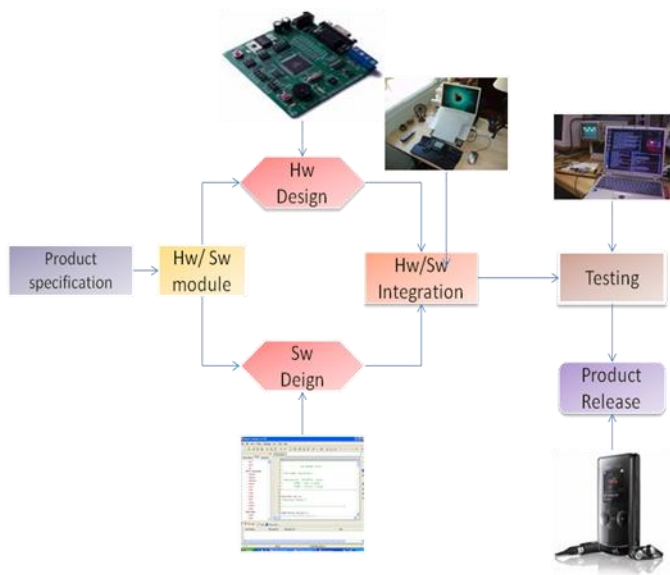 Hw
Design
Product
specification
Hw/ Sw
module
Hw/Sw
Integration
Testing
Sw
Deign
Product
Release